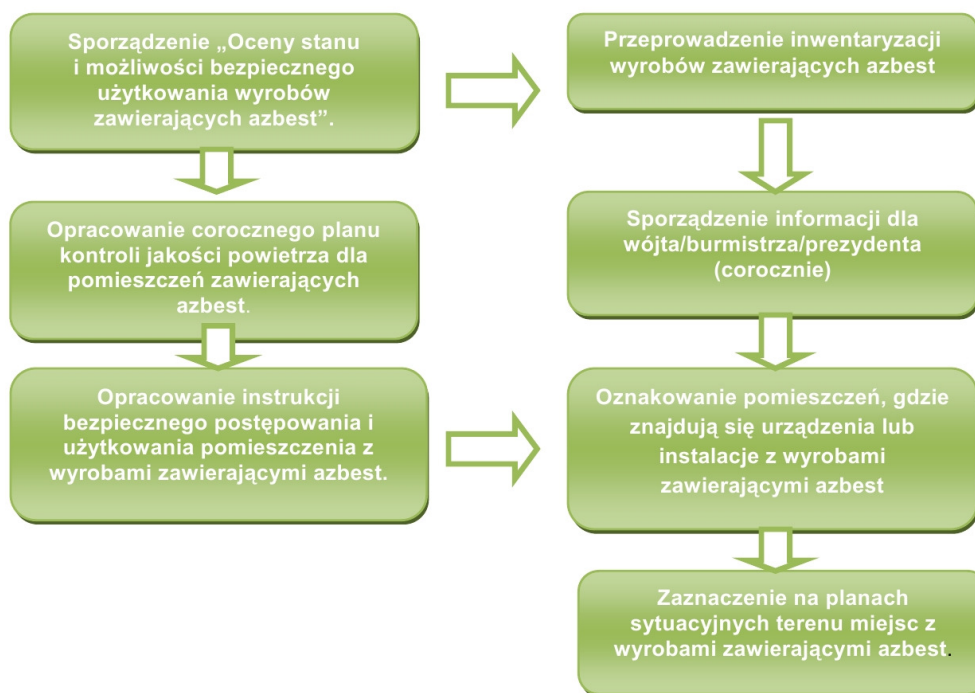 Sporządzenie „Oceny stanu
i możliwości bezpiecznego
użytkowania wyrobów
zawierających azbest”.
Przeprowadzenie inwentaryzacji
wyrobów zawierających azbest
Opracowanie corocznego planu
kontroli jakości powietrza dla
pomieszczeń zawierających
azbest.
Sporządzenie informacji dla
wójta/burmistrza/prezydenta
(corocznie)
Opracowanie instrukcji
bezpiecznego postępowania i
użytkowania pomieszczenia z
wyrobami zawierającymi azbest.
Oznakowanie pomieszczeń, gdzie
znajdują się urządzenia lub
instalacje z wyrobami
zawierającymi azbest
Zaznaczenie na planach
sytuacyjnych terenu miejsc z
wyrobami zawierającymi azbest.